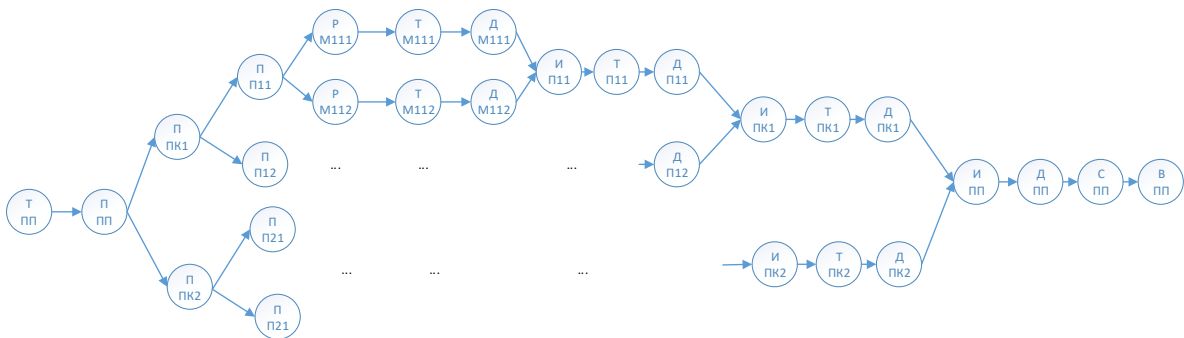 Р
М111
Т
М111
Д
М111
П
П11
И
П11
Т
П11
Д
П11
Р
М112
Т
М112
Д
М112
П
ПК1
И
ПК1
Т
ПК1
Д
ПК1
П
П12
...
...
...
Д
П12
Т
ПП
П
ПП
И
ПП
Д
ПП
С
ПП
В
ПП
П
П21
П
ПК2
...
...
...
И
ПК2
Т
ПК2
Д
ПК2
П
П21